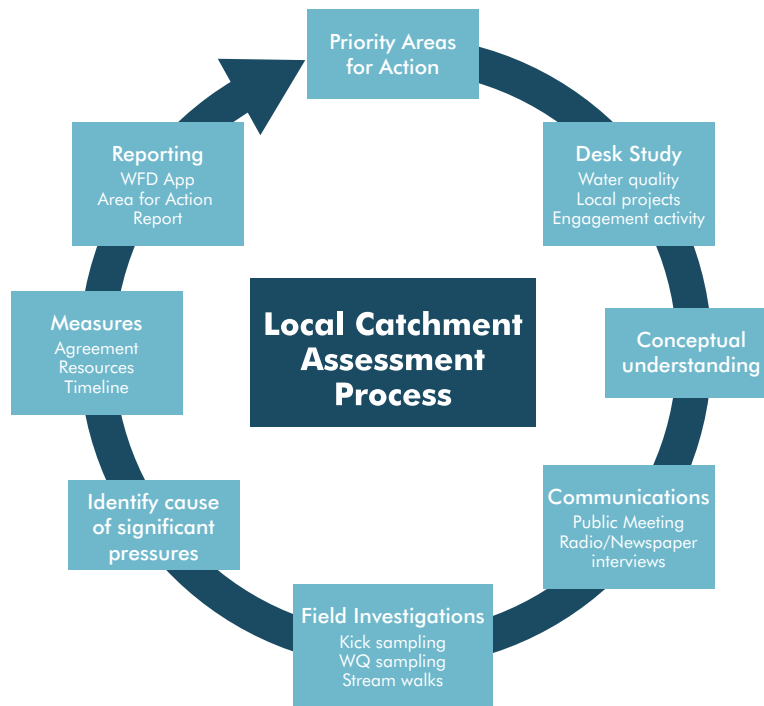 Priority Areas
for Action
Desk Study
Water quality
Local projects
Engagement activity
Conceptual
understanding
Communications
Public Meeting
Radio/Newspaper
interviews
Field Investigations
Kick sampling
WQ sampling
Stream walks
Identify cause
of significant
pressures
Measures
Agreement
Resources
Timeline
Reporting
WFD App
Area for Action
Report
Local Catchment
Assessment
Process